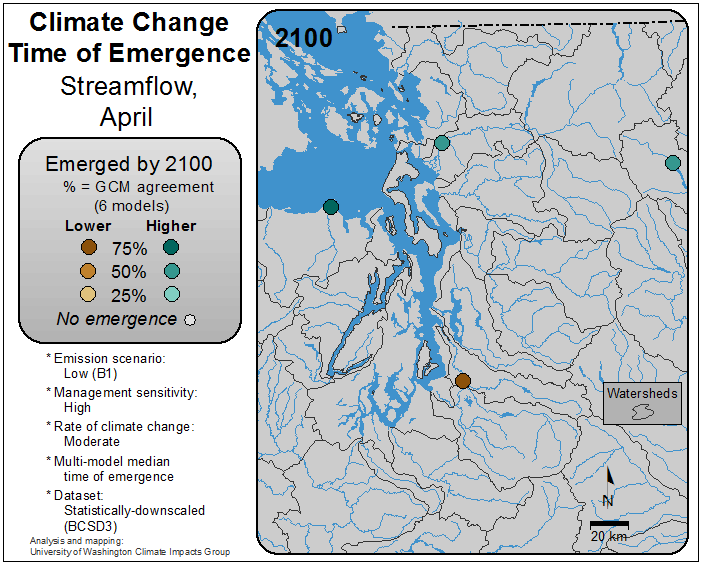 Climate Change
Time of Emergence
Streamflow,
April
Emerged by 2100
% = GCM agreement
(6 models)
Lower Higher
75%
50%
25%
No emergence
* Emission scenario:
Low (B1)
* Management sensitivity:
High
* Rate of climate change:
Moderate
* Multi-model median
time of emergence
* Dataset:
Statistically-downscaled
(BCSD3)
Analysis and mapping:
University of Washington Climate Impacts Group
2100
Watersheds
N
20 km